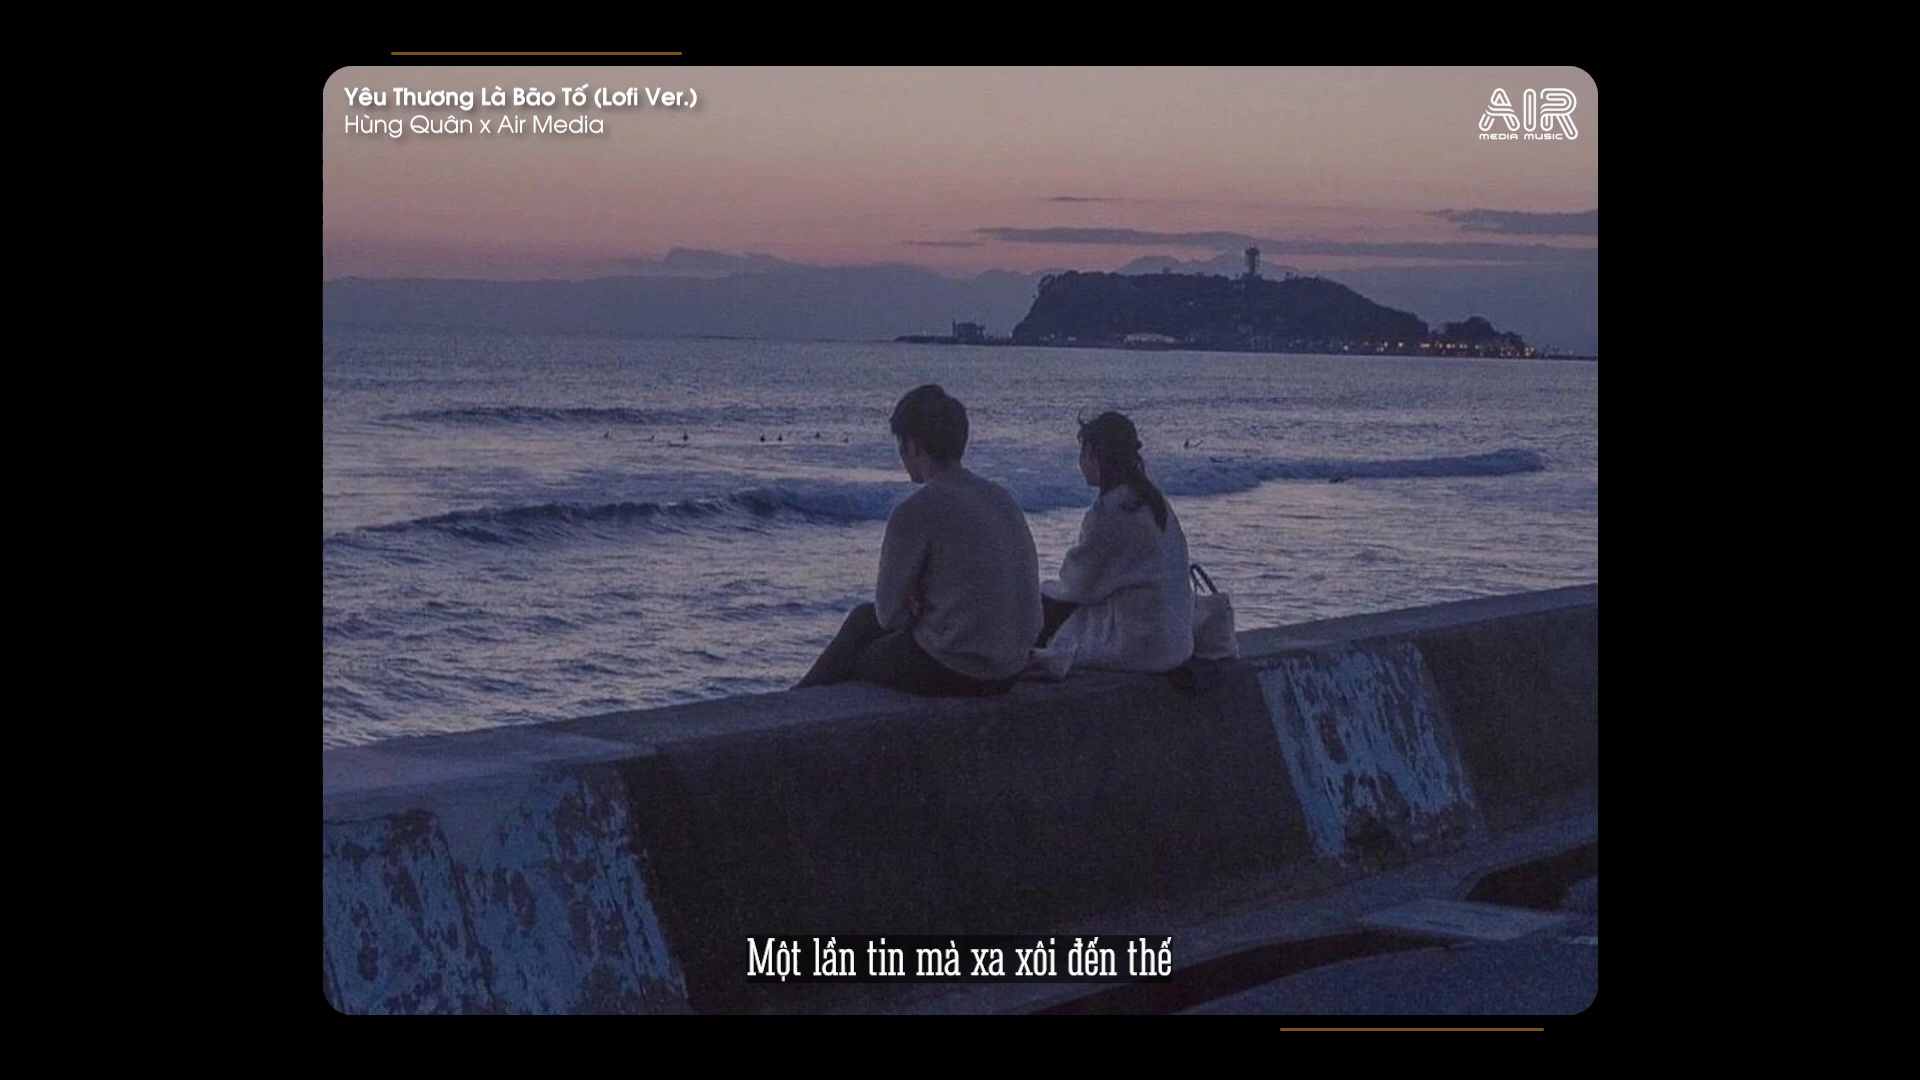 Yêu Thương Là Bão Tố (Lofi Ver.)
Hùng Quân x Air Media
AIR
MEDIA MUSIC
Một lần tin mà xa xôi đến thế